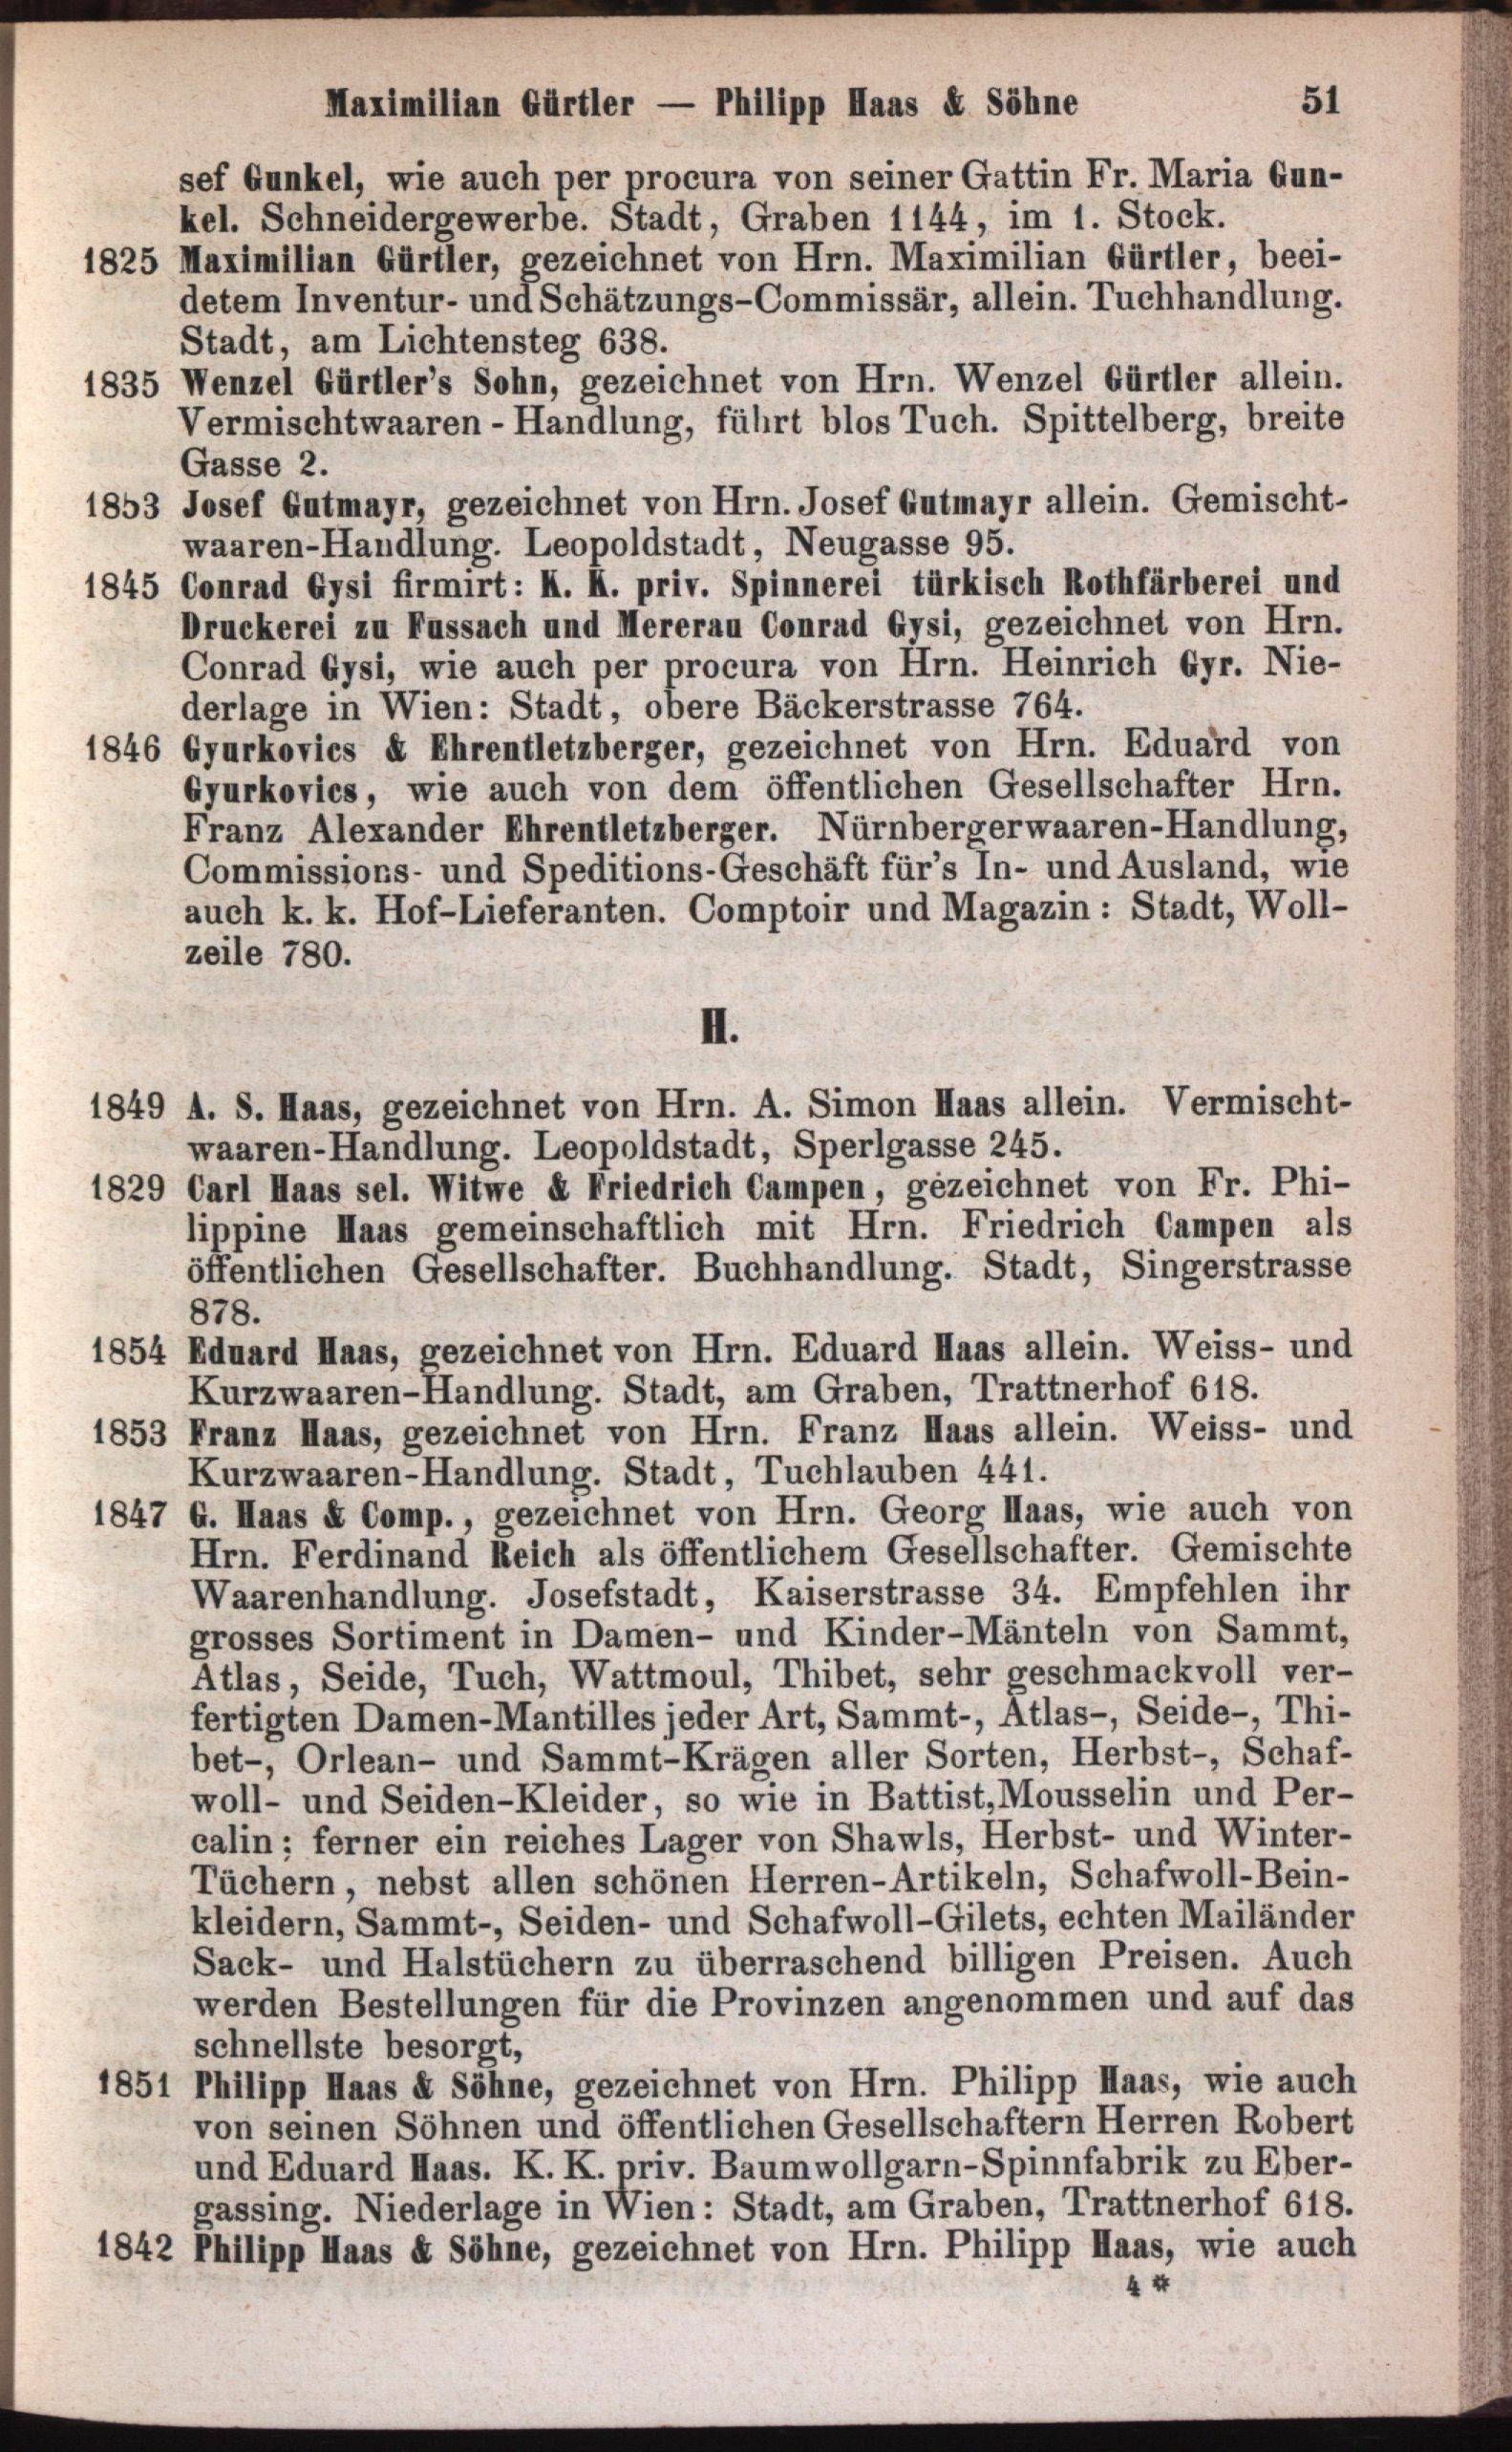 Maximilian Gürtler — Philipp Haas & Söhne 51
sef Gunkel, wie auch per procura von seiner Gattin Fr. Maria Gun-
kel. Schneidergewerbe. Stadt, Graben 1144, im 1. Stock.
1825 Maximilian Gürtler, gezeichnet von Hrn. Maximilian Gürtler, beei-
detem Inventur- und Schätzungs-Commissär, allein. Tuchhandlung.
Stadt, am Lichtensteg 638.
1835 Wenzel Gürtler's Sohn, gezeichnet von Hrn. Wenzel Gürtler allein.
Vermischtwaaren - Handlung, führt blos Tuch. Spittelberg, breite
Gasse 2.
1853 Josef Gutmayr, gezeichnet von Hrn. Josef Gutmayr allein. Gemischt-
waaren-Handlung. Leopoldstadt, Neugasse 95.
1845 Conrad Gysi firmirt: K. K. priv. Spinnerei türkisch Rothfärberei und
Druckerei zu Fussach und Mererau Conrad Gysi, gezeichnet von Hrn.
Conrad Gysi, wie auch per procura von Hrn. Heinrich Gyr. Nie-
derlage in Wien: Stadt, obere Bäckerstrasse 764.
1846 Gyurkovics & Ehrentletzberger, gezeichnet von Hrn. Eduard von
Gyurkovics, wie auch von dem öffentlichen Gesellschafter Hrn.
Franz Alexander Ehrentletzberger. Nürnbergerwaaren-Handlung,
Commissions- und Speditions-Geschäft für's In- und Ausland, wie
auch k. k. Hof-Lieferanten. Comptoir und Magazin: Stadt, Woll-
zeile 780.
H.
1849 A. S. Haas, gezeichnet von Hrn. A. Simon Haas allein. Vermischt-
waaren-Handlung. Leopoldstadt, Sperlgasse 245.
1829 Carl Haas sel. Witwe & Friedrich Campen, gezeichnet von Fr. Phi-
lippine Haas gemeinschaftlich mit Hrn. Friedrich Campen als
öffentlichen Gesellschafter. Buchhandlung. Stadt, Singerstrasse
878.
1854 Eduard Haas, gezeichnet von Hrn. Eduard Haas allein. Weiss- und
Kurzwaaren-Handlung. Stadt, am Graben, Trattnerhof 618.
1853 Franz Haas, gezeichnet von Hrn. Franz Haas allein. Weiss- und
Kurzwaaren-Handlung. Stadt, Tuchlauben 441.
1847 G. Haas & Comp., gezeichnet von Hrn. Georg Haas, wie auch von
Hrn. Ferdinand Reich als öffentlichem Gesellschafter. Gemischte
Waarenhandlung. Josefstadt, Kaiserstrasse 34. Empfehlen ihr
grosses Sortiment in Damen- und Kinder-Mänteln von Sammt,
Atlas, Seide, Tuch, Wattmoul, Thibet, sehr geschmackvoll ver-
fertigten Damen-Mantilles jeder Art, Sammt-, Atlas-, Seide-, Thi-
bet-, Orlean- und Sammt-Krägen aller Sorten, Herbst-, Schaf-
woll- und Seiden-Kleider, so wie in Battist, Mousselin und Per-
calin; ferner ein reiches Lager von Shawls, Herbst- und Winter-
Tüchern, nebst allen schönen Herren-Artikeln, Schafwoll-Bein-
kleidern, Sammt-, Seiden- und Schafwoll-Gilets, echten Mailänder
Sack- und Halstüchern zu überraschend billigen Preisen. Auch
werden Bestellungen für die Provinzen angenommen und auf das
schnellste besorgt,
1851 Philipp Haas & Söhne, gezeichnet von Hrn. Philipp Haas, wie auch
von seinen Söhnen und öffentlichen Gesellschaftern Herren Robert
und Eduard Haas. K. K. priv. Baumwollgarn-Spinnfabrik zu Eber-
gassing. Niederlage in Wien: Stadt, am Graben, Trattnerhof 618.
1842 Philipp Haas & Söhne, gezeichnet von Hrn. Philipp Haas, wie auch
4 *